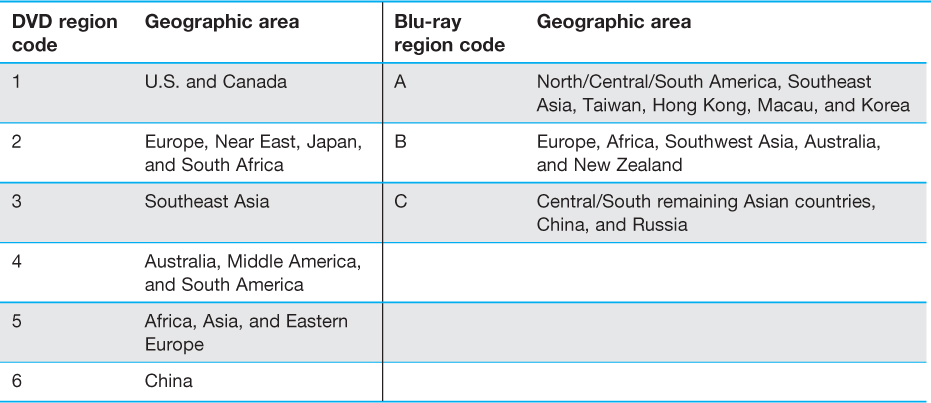 DVD region code Geographic area Blu-ray region code Geographic area
1 U.S. and Canada A North/Central/South America, Southeast
Asia, Taiwan, Hong Kong, Macau, and Korea
2 Europe, Near East, Japan, B Europe, Africa, Southwest Asia, Australia,
and South Africa and New Zealand
3 Southeast Asia C Central/South remaining Asian countries,
China, and Russia
4 Australia, Middle America,
and South America
5 Africa, Asia, and Eastern
Europe
6 China